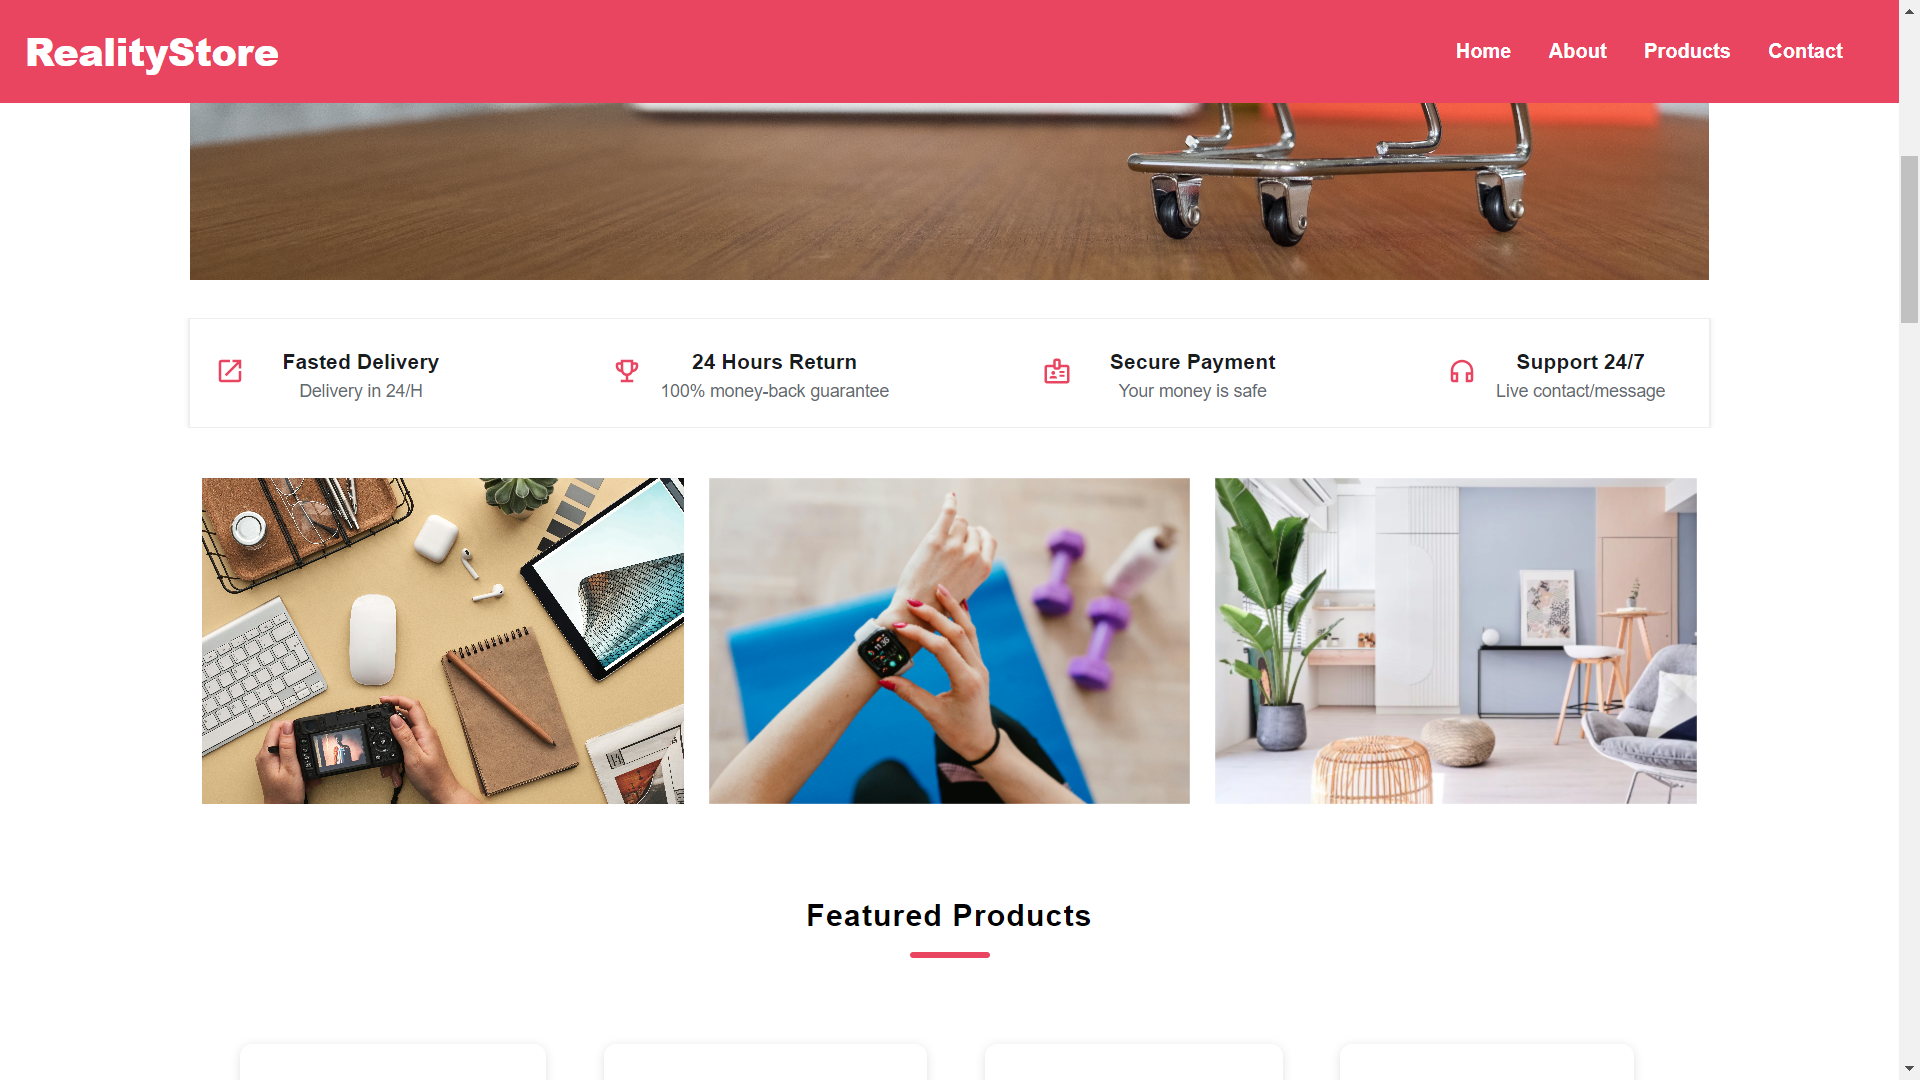 RealityStore
Home About Products Contact
Fasted Delivery
Delivery in 24/H
24 Hours Return
100% money-back guarantee
Secure Payment
Your money is safe
Support 24/7
Live contact/message
Featured Products